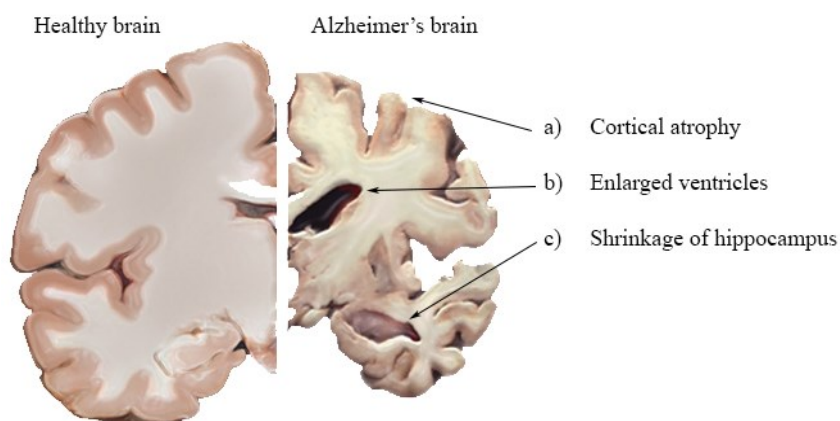 Healthy brain
Alzheimer’s brain
a) Cortical atrophy
b) Enlarged ventricles
c) Shrinkage of hippocampus